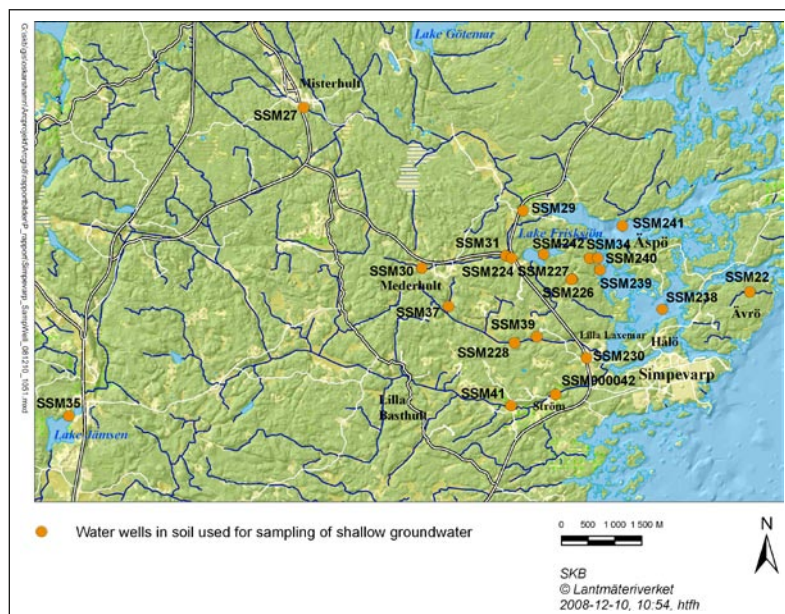 Lake Götemar
Misterhult
SSM27
SSM29
SSM241
Lake Frisksjön
Äspö
SSM31
SSM242
SSM34
SSM240
SSM30
SSM224
SSM227
SSM239
Mederhult
SSM226
SSM22
SSM238
Ävrö
SSM37
SSM39
Lilla Laxemar
Hålö
SSM228
SSM230
Simpevarp
SSM900042
SSM41
Ström
Lilla
Basthult
SSM35
Lake Jämsen
Water wells in soil used for sampling of shallow groundwater
0 500 1 000 1 500 M
N
SKB
© Lantmäteriverket
2008-12-10, 10:54, htfh